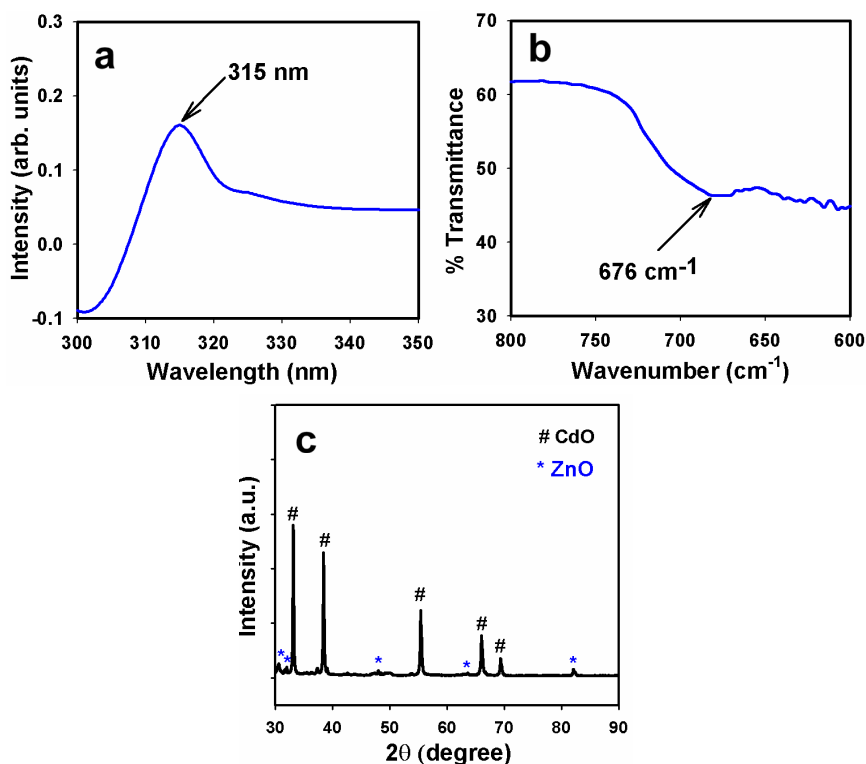 a
315 nm
Intensity (arb. units)
0.3
0.2
0.1
0.0
-0.1
300 310 320 330 340 350
Wavelength (nm)
b
676 cm-1
% Transmittance
70
60
50
40
30
800 750 700 650 600
Wavenumber (cm-1)
c
# CdO
* ZnO
Intensity (a.u.)
#
#
#
#
#
* * * * *
30 40 50 60 70 80 90
2θ (degree)